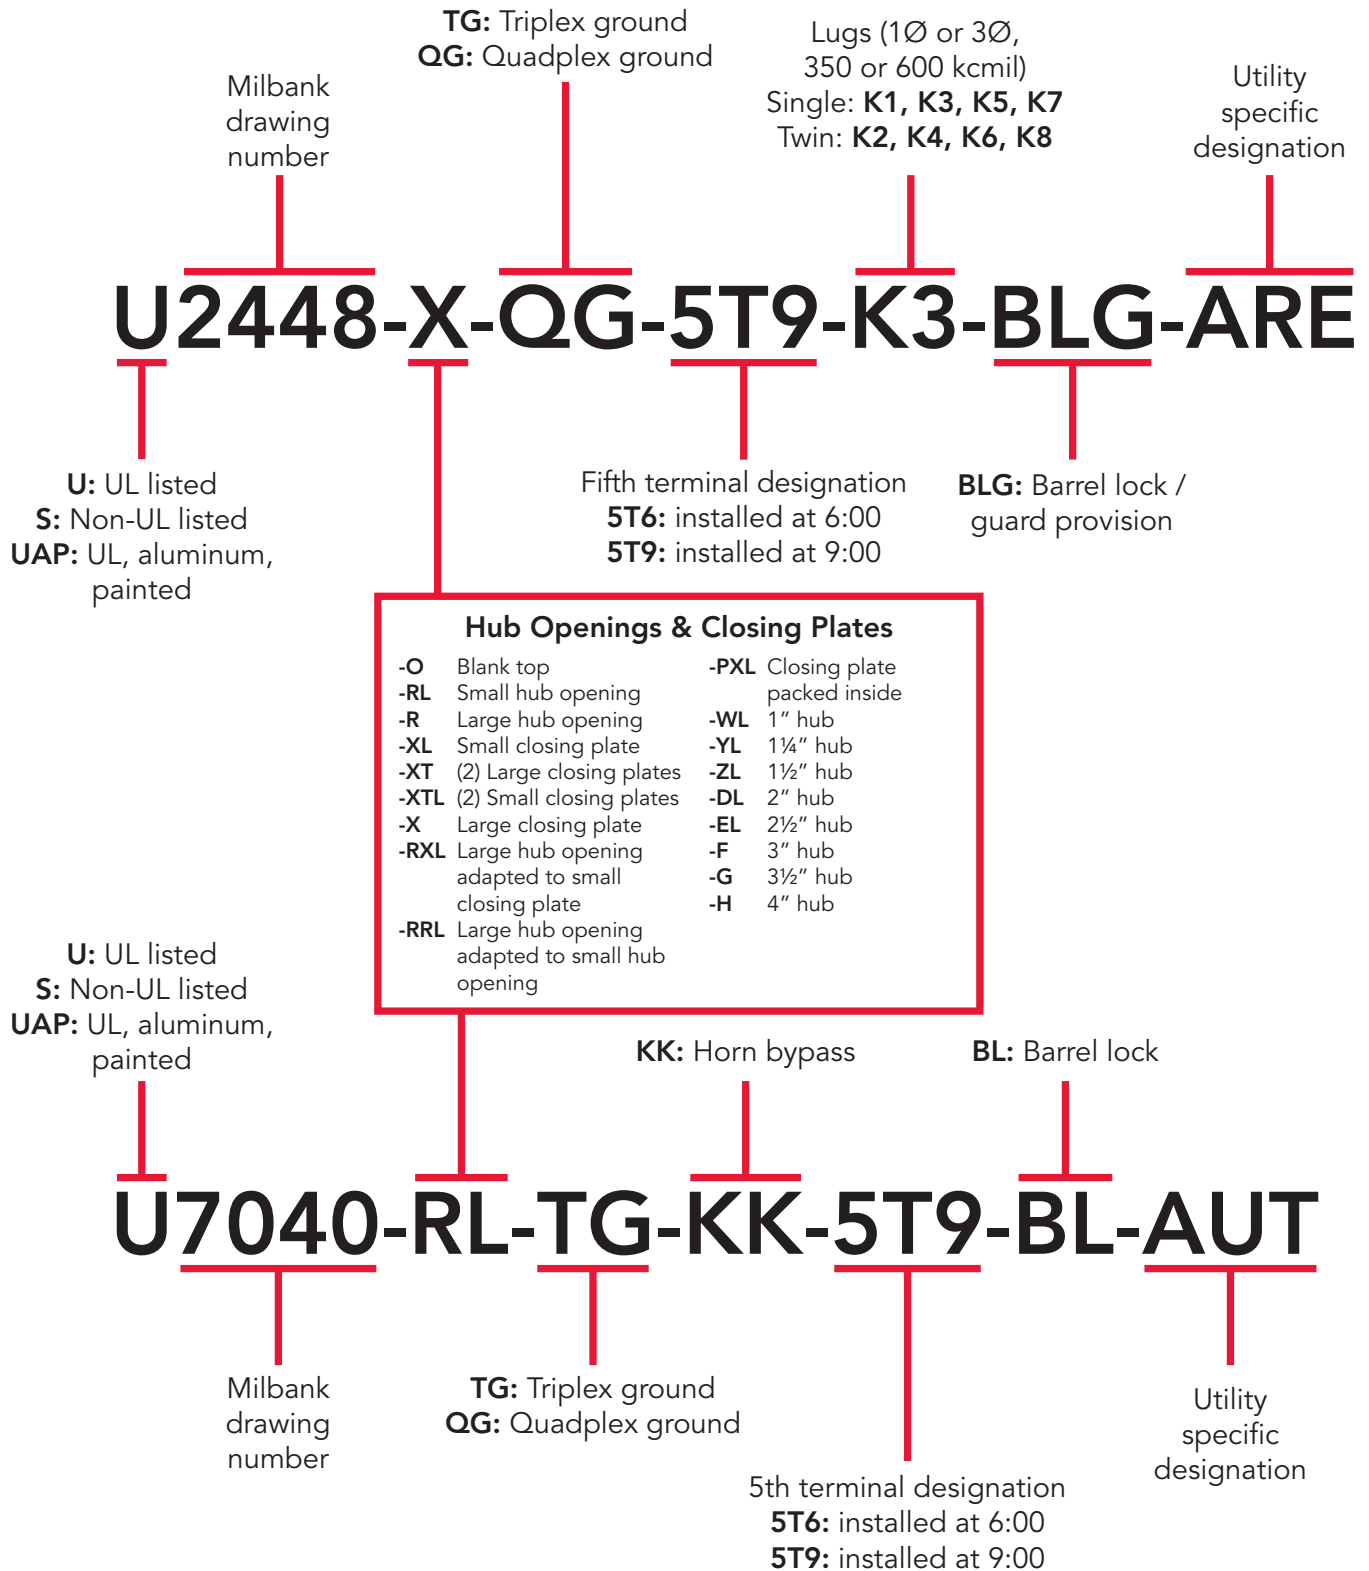 TG: Triplex ground
QG: Quadplex ground
Lugs (1Ø or 3Ø,
350 or 600 kcmil)
Single: K1, K3, K5, K7
Twin: K2, K4, K6, K8
Milbank
drawing
number
Utility
specific
designation
U2448-X-QG-5T9-K3-BLG-ARE
U: UL listed
S: Non-UL listed
UAP: UL, aluminum,
painted
Fifth terminal designation
5T6: installed at 6:00
5T9: installed at 9:00
BLG: Barrel lock /
guard provision
Hub Openings & Closing Plates
-O Blank top
-RL Small hub opening
-R Large hub opening
-XL Small closing plate
-XT (2) Large closing plates
-XTL (2) Small closing plates
-X Large closing plate
-RXL Large hub opening
adapted to small
closing plate
-RRL Large hub opening
adapted to small hub
opening
-PXL Closing plate
packed inside
-WL 1” hub
-YL 1¼” hub
-ZL 1½” hub
-DL 2” hub
-EL 2½” hub
-F 3” hub
-G 3½” hub
-H 4” hub
U: UL listed
S: Non-UL listed
UAP: UL, aluminum,
painted
KK: Horn bypass
BL: Barrel lock
U7040-RL-TG-KK-5T9-BL-AUT
Milbank
drawing
number
TG: Triplex ground
QG: Quadplex ground
5th terminal designation
5T6: installed at 6:00
5T9: installed at 9:00
Utility
specific
designation